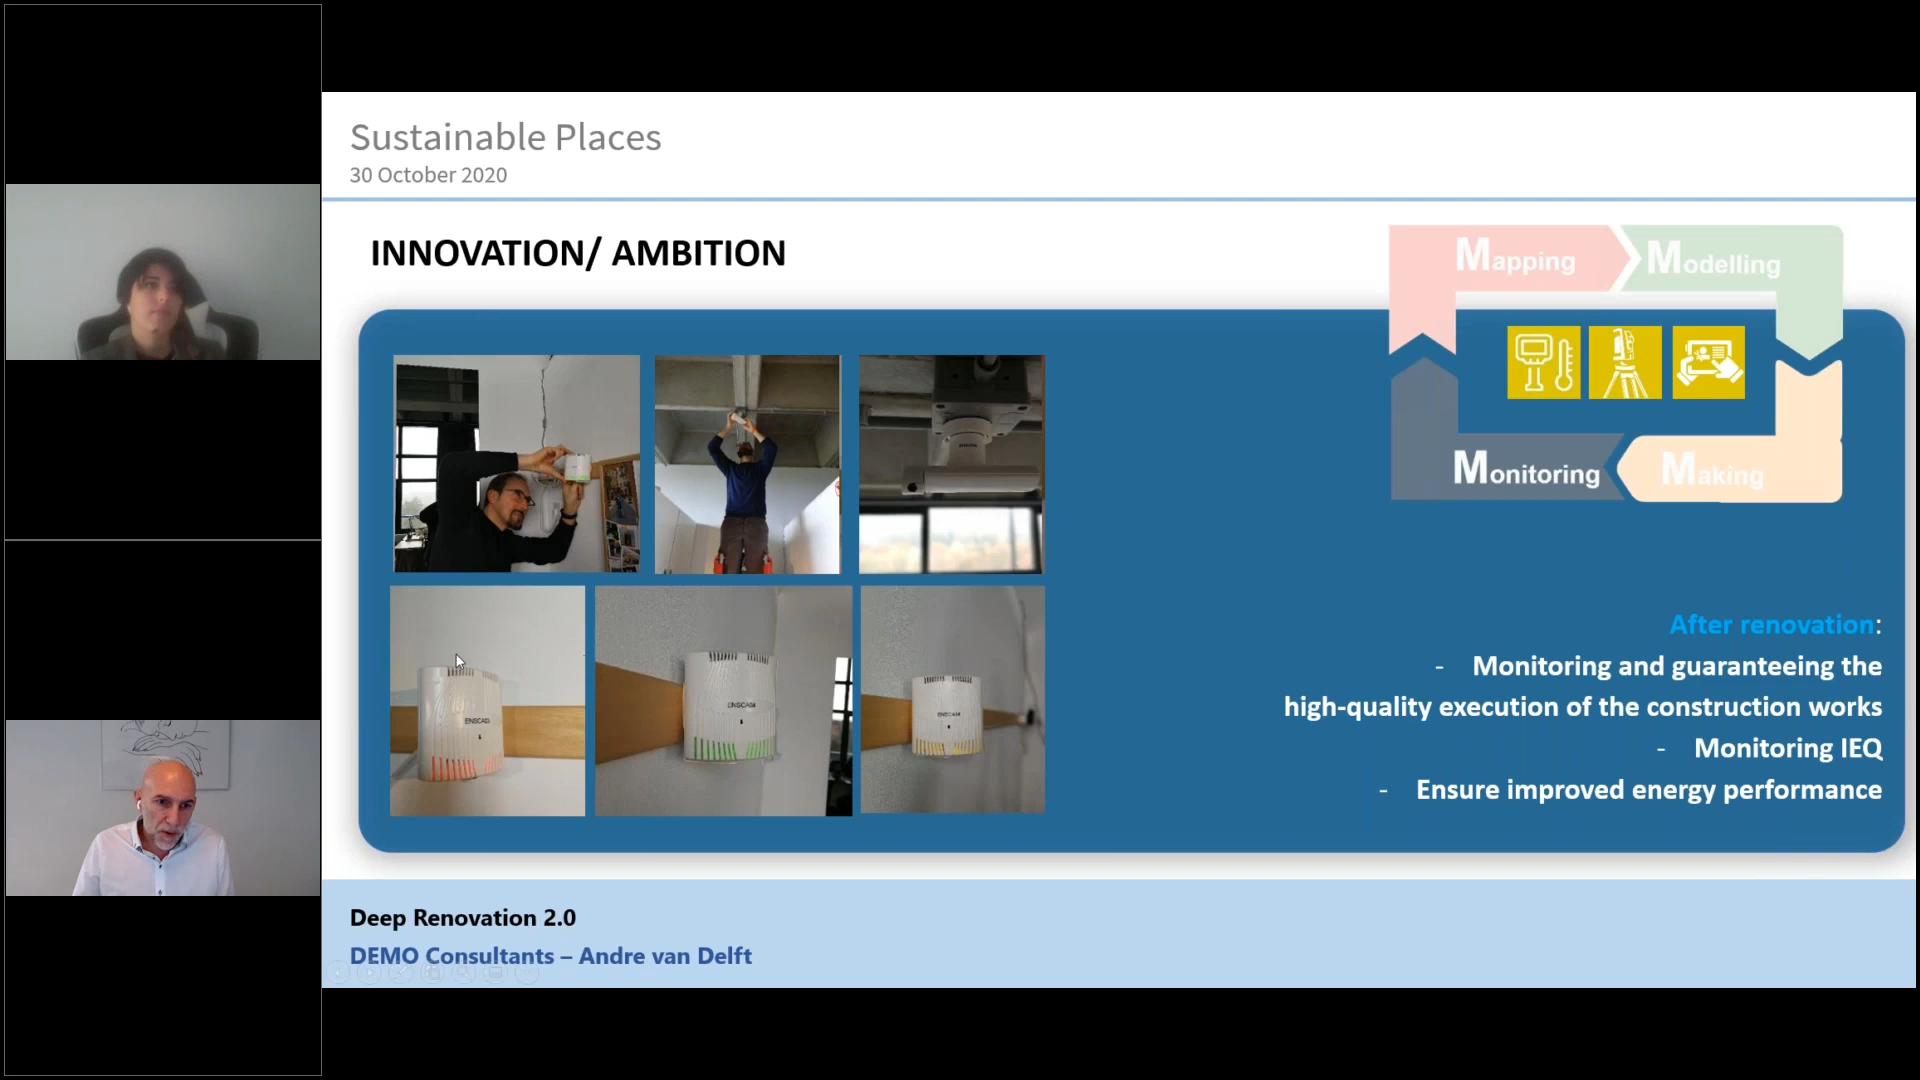 Sustainable Places
30 October 2020
INNOVATION/ AMBITION
Mapping
Modelling
Monitoring
Making
ENSCAM
ENSCAM
After renovation:
- Monitoring and guaranteeing the
high-quality execution of the construction works
- Monitoring IEQ
- Ensure improved energy performance
Deep Renovation 2.0
DEMO Consultants – Andre van Delft